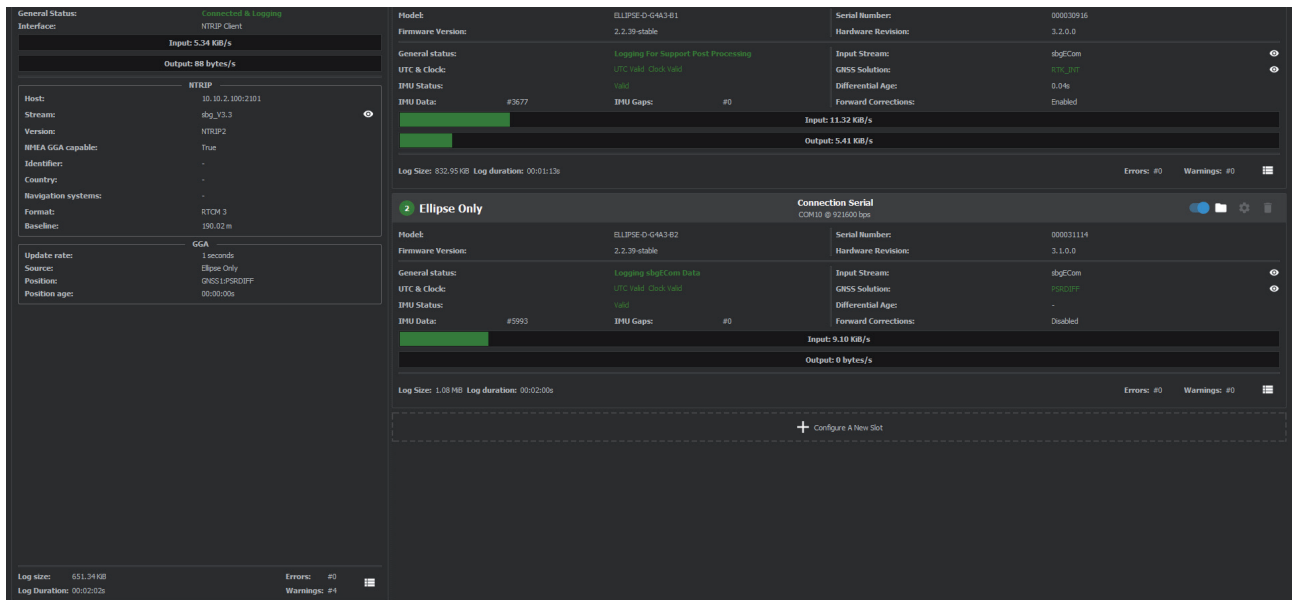 General Status: Connected & Logging
Interface: NTRIP Client
Input: 5.34 KiB/s
Output: 88 bytes/s
NTRIP
Host: 10.10.2.100:2101
Stream: sbg_V3.3
Version: NTRIP2
NMEA GGA capable: True
Identifier: -
Country: -
Navigation systems: -
Format: RTCM 3
Baseline: 190.02 m
GGA
Update rate: 1 seconds
Source: Ellipse Only
Position: GNSS1:PSRDIFF
Position age: 00:00:00s
Log size: 651.34 KiB Errors: #0
Log Duration: 00:02:02s Warnings: #4
Model: ELLIPSE-D-G4A3-B1 Serial Number: 000030916
Firmware Version: 2.2.39-stable Hardware Revision: 3.2.0.0
General status: Logging For Support Post Processing Input Stream: sbgECom
UTC & Clock: UTC Valid Clock Valid GNSS Solution: RTK_INT
IMU Status: Valid Differential Age: 0.04s
IMU Data: #3677 IMU Gaps: #0 Forward Corrections: Enabled
Input: 11.32 KiB/s
Output: 5.41 KiB/s
Log Size: 832.95 KB Log duration: 00:01:13s Errors: #0 Warnings: #0
2 Ellipse Only Connection Serial
COM10 @ 921600 bps
Model: ELLIPSE-D-G4A3-B2 Serial Number: 000031114
Firmware Version: 2.2.39-stable Hardware Revision: 3.1.0.0
General status: Logging sbgECom Data Input Stream: sbgECom
UTC & Clock: UTC Valid Clock Valid GNSS Solution: PSRDIFF
IMU Status: Valid Differential Age: -
IMU Data: #5993 IMU Gaps: #0 Forward Corrections: Disabled
Input: 9.10 KiB/s
Output: 0 bytes/s
Log Size: 1.08 MB Log duration: 00:02:00s Errors: #0 Warnings: #0
Configure A New Slot